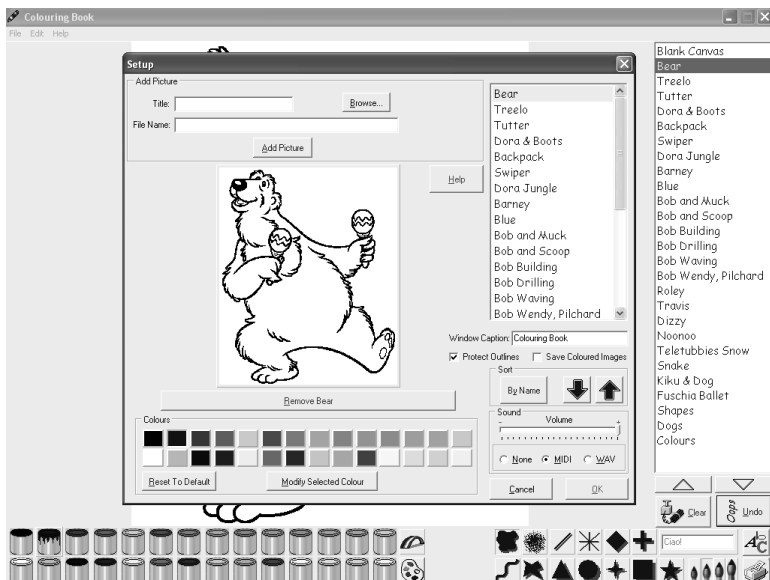 Colouring Book
File Edit Help
Setup
Add Picture
Title:
Browse...
File Name:
Add Picture
Help
Bear
Treelo
Tutter
Dora & Boots
Backpack
Swiper
Dora Jungle
Barney
Blue
Bob and Muck
Bob and Scoop
Bob Building
Bob Drilling
Bob Waving
Bob Wendy, Pilchard
Window Caption: Colouring Book
Protect Outlines Save Coloured Images
Sort
By Name
Remove Bear
Colours
Reset To Default Modify Selected Colour
Sound
Volume
- +
None MIDI WAV
Cancel OK
Blank Canvas
Bear
Treelo
Tutter
Dora & Boots
Backpack
Swiper
Dora Jungle
Barney
Blue
Bob and Muck
Bob and Scoop
Bob Building
Bob Drilling
Bob Waving
Bob Wendy, Pilchard
Roley
Travis
Dizzy
Noonoo
Teletubbies Snow
Snake
Kiku & Dog
Fuschia Ballet
Shapes
Dogs
Colours
Clear Oops Undo
Ciao! ABC